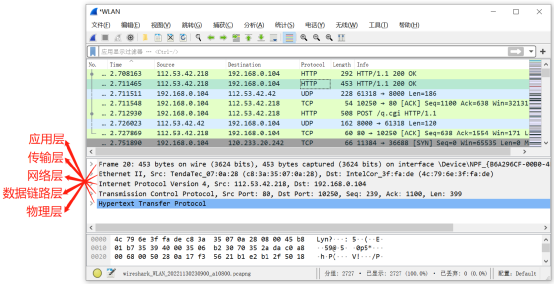 *WLAN
文件(F) 编辑(E) 视图(V) 跳转(G) 捕获(C) 分析(A) 统计(S) 电话(Y) 无线(W) 工具(T) 帮助(H)
应用显示过滤器 … <Ctrl-/>
No. Time Source Destination Protocol Length Info
… 2.708163 112.53.42.218 192.168.0.104 HTTP 292 HTTP/1.1 200 OK
… 2.711465 112.53.42.218 192.168.0.104 HTTP 453 HTTP/1.1 200 OK
… 2.711511 192.168.0.104 112.53.42.42 UDP 228 61318 → 8000 Len=186
… 2.711548 192.168.0.104 112.53.42.218 TCP 54 10250 → 80 [ACK] Seq=1100 Ack=638 Win=32131
… 2.712930 192.168.0.104 112.53.42.218 HTTP 508 POST /q.cgi HTTP/1.1
… 2.726023 112.53.42.42 192.168.0.104 UDP 162 8000 → 61318 Len=120
… 2.727869 112.53.42.218 192.168.0.104 TCP 60 80 → 10250 [ACK] Seq=638 Ack=1554 Win=171 L
… 2.751890 192.168.0.104 120.233.20.242 TCP 66 11384 → 36688 [SYN] Seq=0 Win=65535 Len=0 M
应用层
传输层
网络层
数据链路层
物理层
Frame 20: 453 bytes on wire (3624 bits), 453 bytes captured (3624 bits) on interface \Device\NPF_{B6A296CF-00B0-4
Ethernet II, Src: TendaTec_07:0a:28 (c8:3a:35:07:0a:28), Dst: IntelCor_3f:fa:de (4c:79:6e:3f:fa:de)
Internet Protocol Version 4, Src: 112.53.42.218, Dst: 192.168.0.104
Transmission Control Protocol, Src Port: 80, Dst Port: 10250, Seq: 239, Ack: 1100, Len: 399
Hypertext Transfer Protocol
0000 4c 79 6e 3f fa de c8 3a 35 07 0a 28 08 00 45 b8
0010 01 b7 35 39 40 00 35 06 b2 30 70 35 2a da c0 a8
0020 00 68 00 50 28 0a 17 f3 56 21 b1 e2 b1 2f 50 18
wireshark_WLAN_20221130230900_a10800.pcapng
分组: 2727 · 已显示: 2727 (100.0%) · 已丢弃: 0 (0.0%)
配置: Default